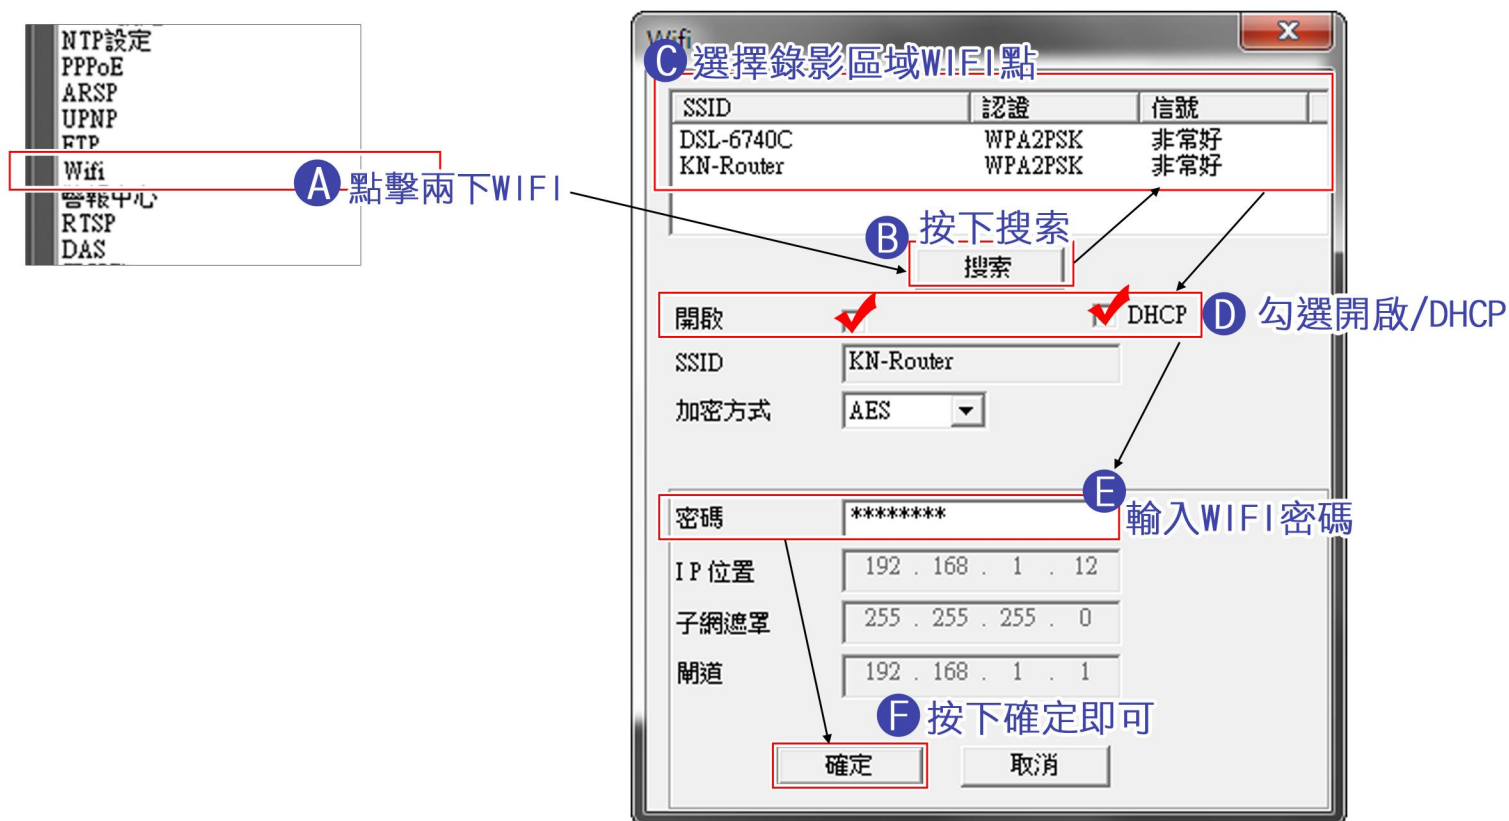 NTP設定
PPPoE
ARSP
UPNP
FTP
Wifi
警報中心
RTSP
DAS
A 點擊兩下WIFI
Wifi
C 選擇錄影區域WIFI點
SSID 認證 信號
DSL-6740C WPA2PSK 非常好
KN-Router WPA2PSK 非常好
B 按下搜索
搜索
開啟 DHCP
D 勾選開啟/DHCP
SSID KN-Router
加密方式 AES
E 輸入WIFI密碼
密碼 ********
IP位置 192 . 168 . 1 . 12
子網遮罩 255 . 255 . 255 . 0
閘道 192 . 168 . 1 . 1
F 按下確定即可
確定 取消